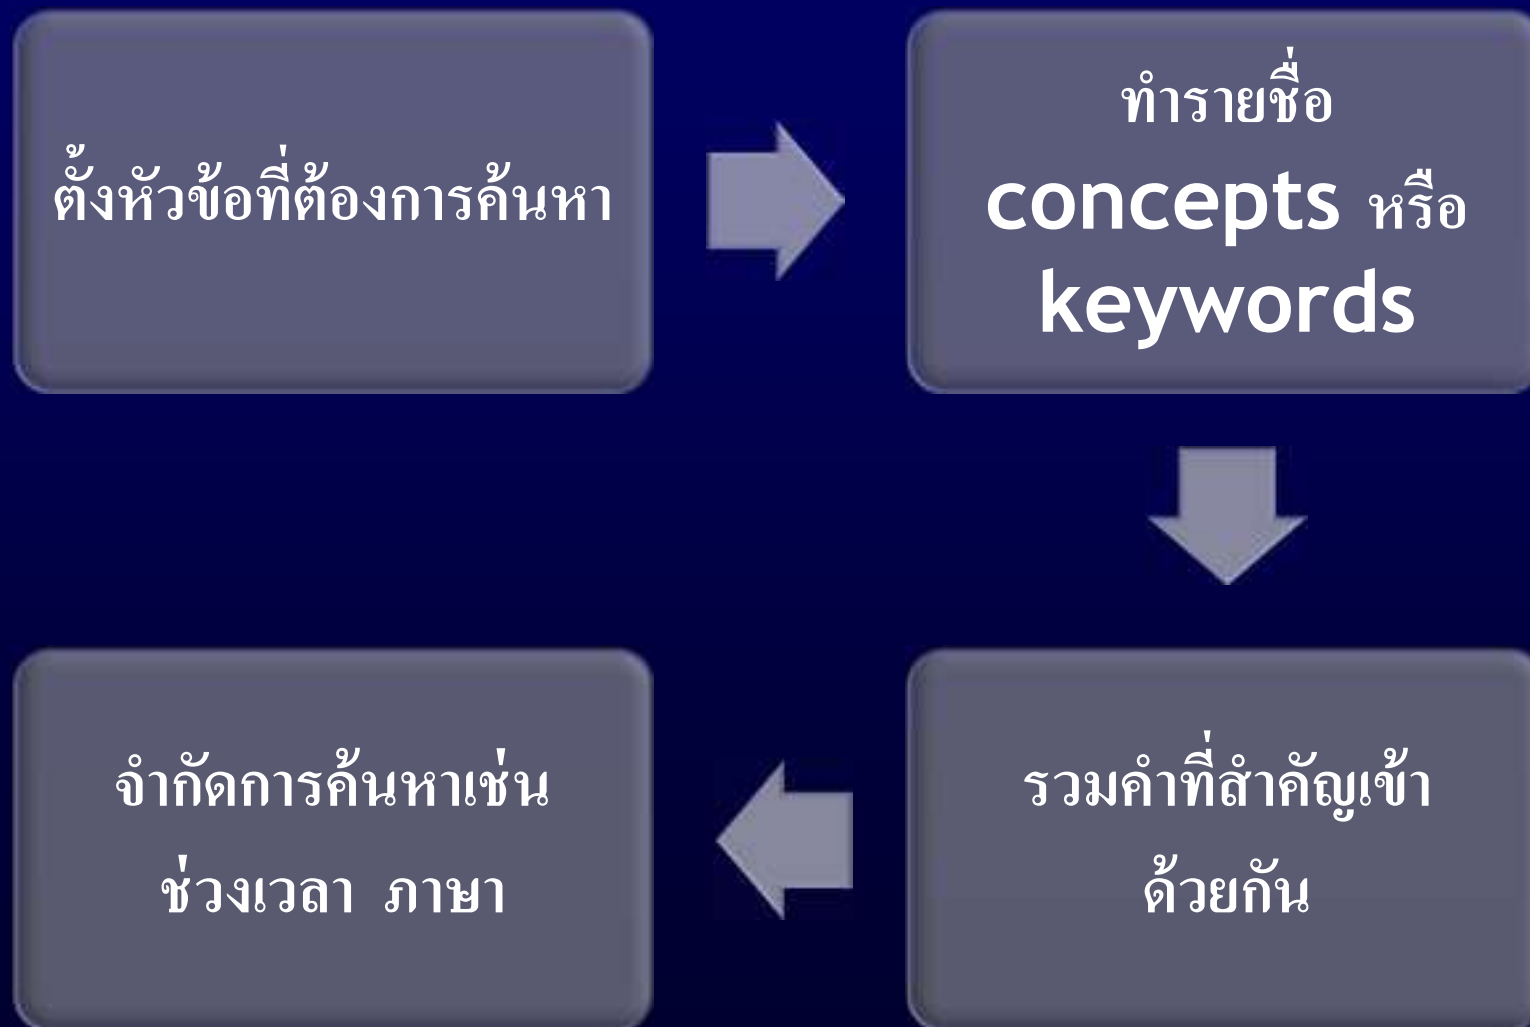 ตั้งหัวข้อที่ต้องการค้นหา
ทำรายชื่อ
concepts หรือ
keywords
รวมคำที่สำคัญเข้า
ด้วยกัน
จำกัดการค้นหาเช่น
ช่วงเวลา ภาษา